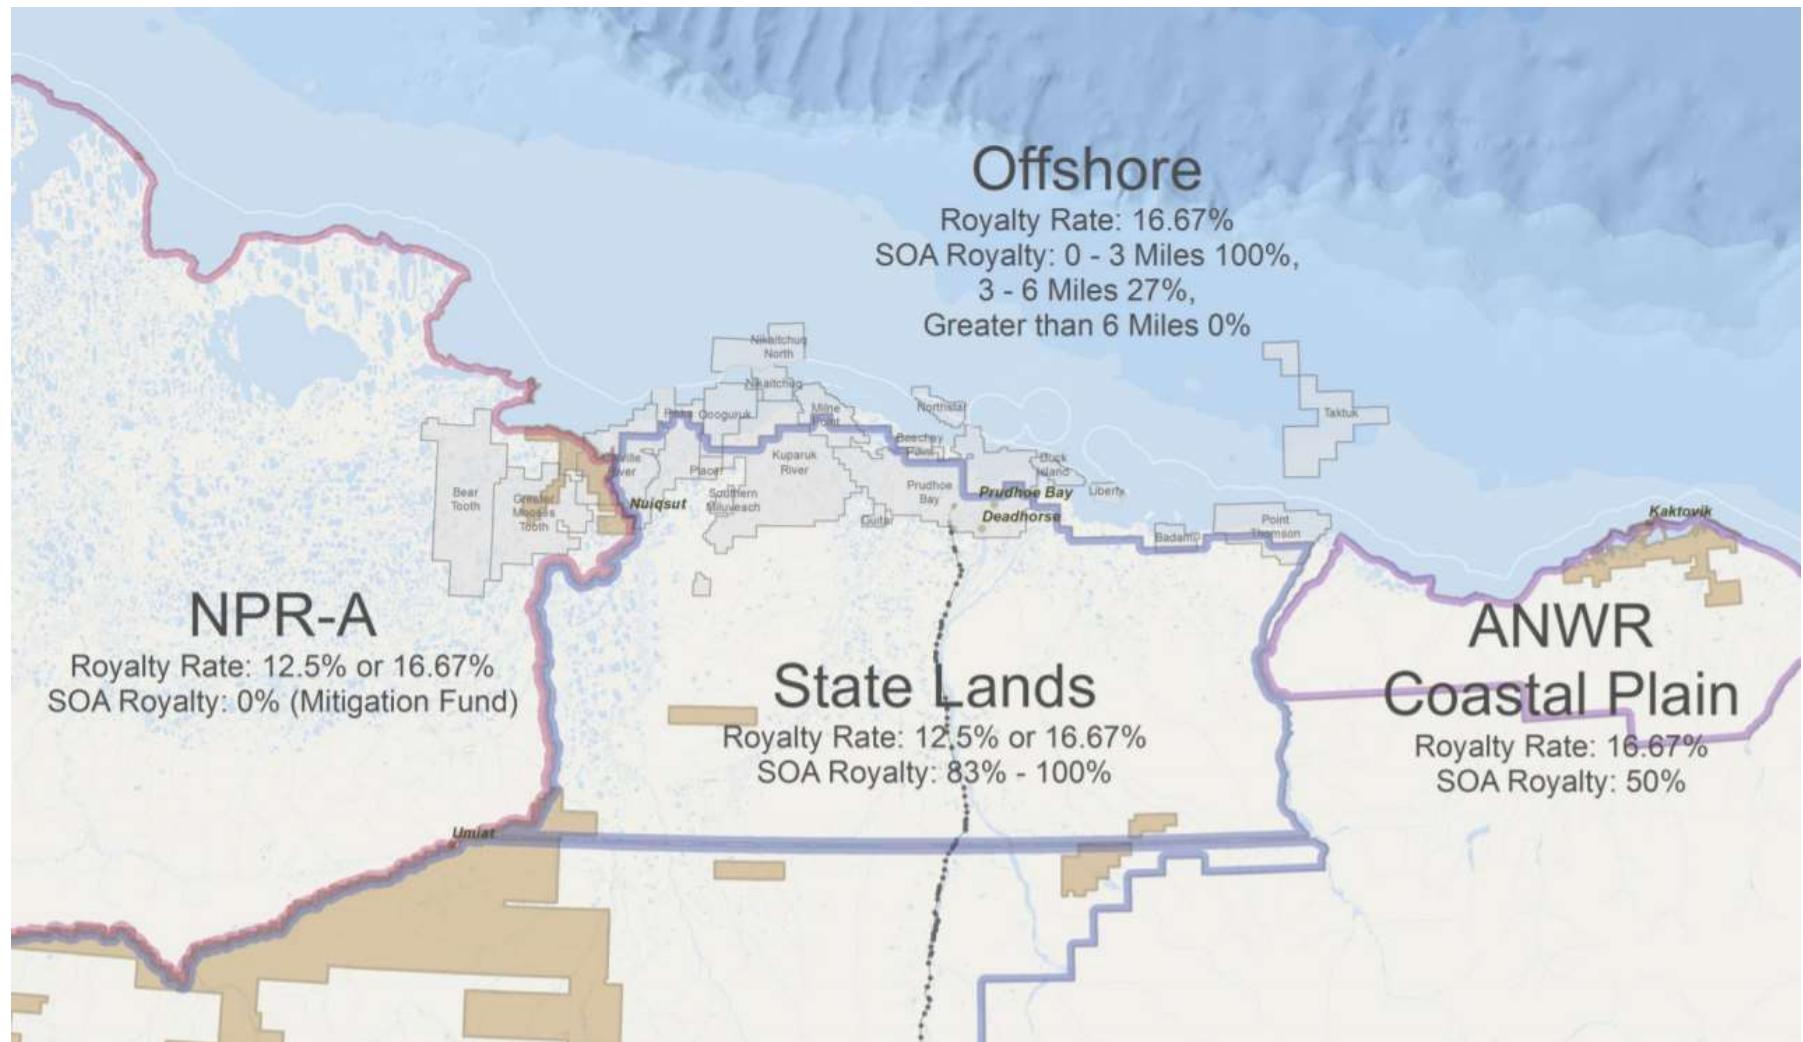 Offshore
Royalty Rate: 16.67%
SOA Royalty: 0 - 3 Miles 100%,
3 - 6 Miles 27%,
Greater than 6 Miles 0%
Nikaitchuq
North
Nikaitchuq
Oooguruk
Milne
Point
Northstar
Taktuk
Beechey
Point
Colville
River
Placer
Kuparuk
River
Duck
Island
Bear
Tooth
Greater
Mooses
Tooth
Nuiqsut
Southern
Miluveach
Prudhoe
Bay
Prudhoe Bay
Liberty
Deadhorse
Guitar
Badami
Point
Thomson
Kaktovik
NPR-A
Royalty Rate: 12.5% or 16.67%
SOA Royalty: 0% (Mitigation Fund)
State Lands
Royalty Rate: 12.5% or 16.67%
SOA Royalty: 83% - 100%
ANWR
Coastal Plain
Royalty Rate: 16.67%
SOA Royalty: 50%
Umiat